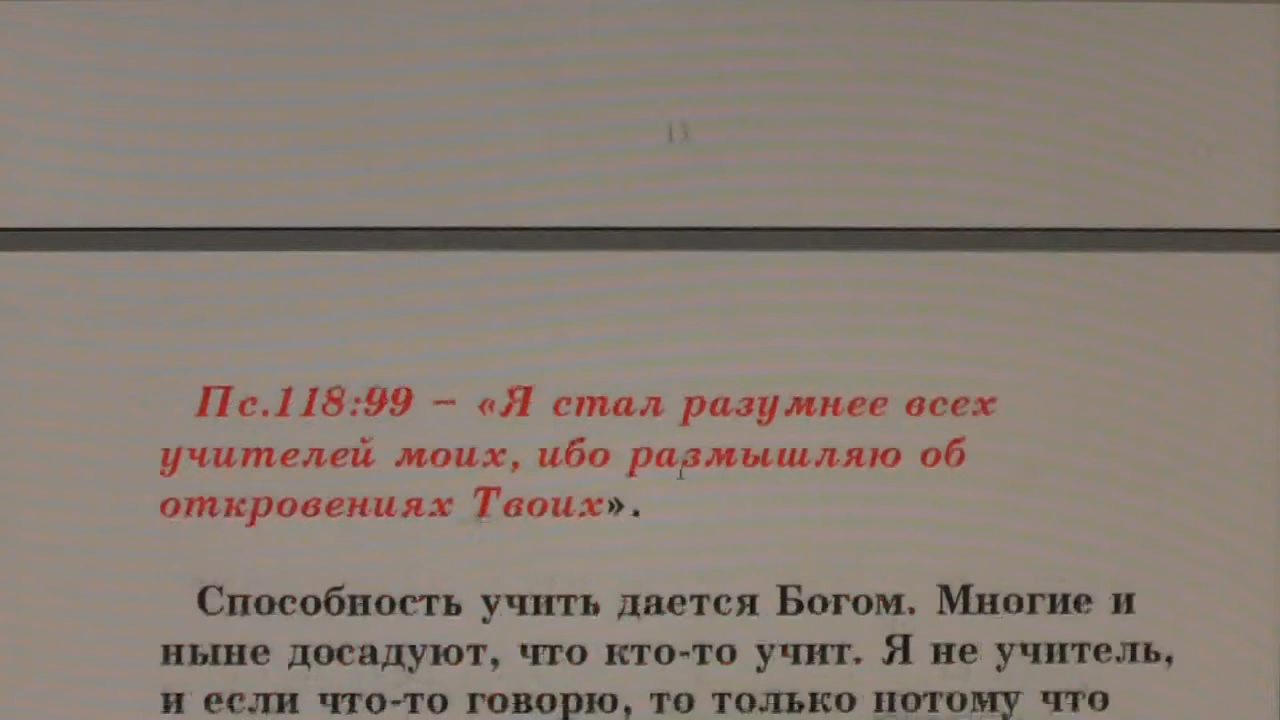 13
Пс.118:99 – «Я стал разумнее всех
учителей моих, ибо размышляю об
откровениях Твоих».
Способность учить дается Богом. Многие и
ныне досадуют, что кто-то учит. Я не учитель,
и если что-то говорю, то только потому что